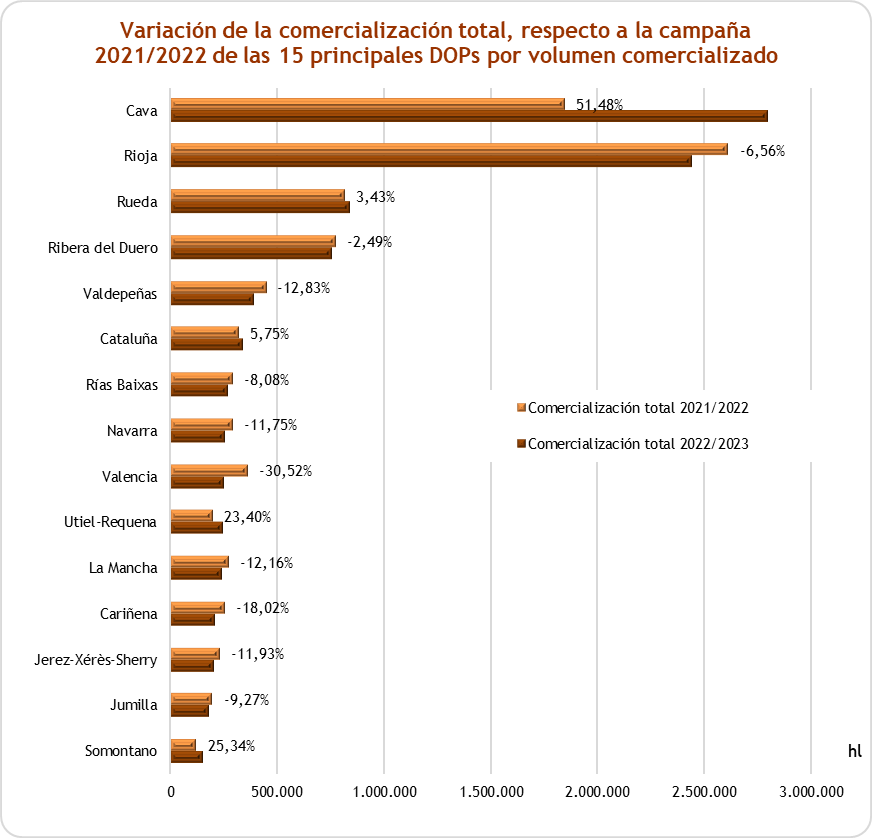 Variación de la comercialización total, respecto a la campaña
2021/2022 de las 15 principales DOPs por volumen comercializado
Cava 51,48%
Rioja -6,56%
Rueda 3,43%
Ribera del Duero -2,49%
Valdepeñas -12,83%
Cataluña 5,75%
Rías Baixas -8,08%
Navarra -11,75%
Comercialización total 2021/2022
Comercialización total 2022/2023
Valencia -30,52%
Utiel-Requena 23,40%
La Mancha -12,16%
Cariñena -18,02%
Jerez-Xérès-Sherry -11,93%
Jumilla -9,27%
Somontano 25,34%
hl
0 500.000 1.000.000 1.500.000 2.000.000 2.500.000 3.000.000